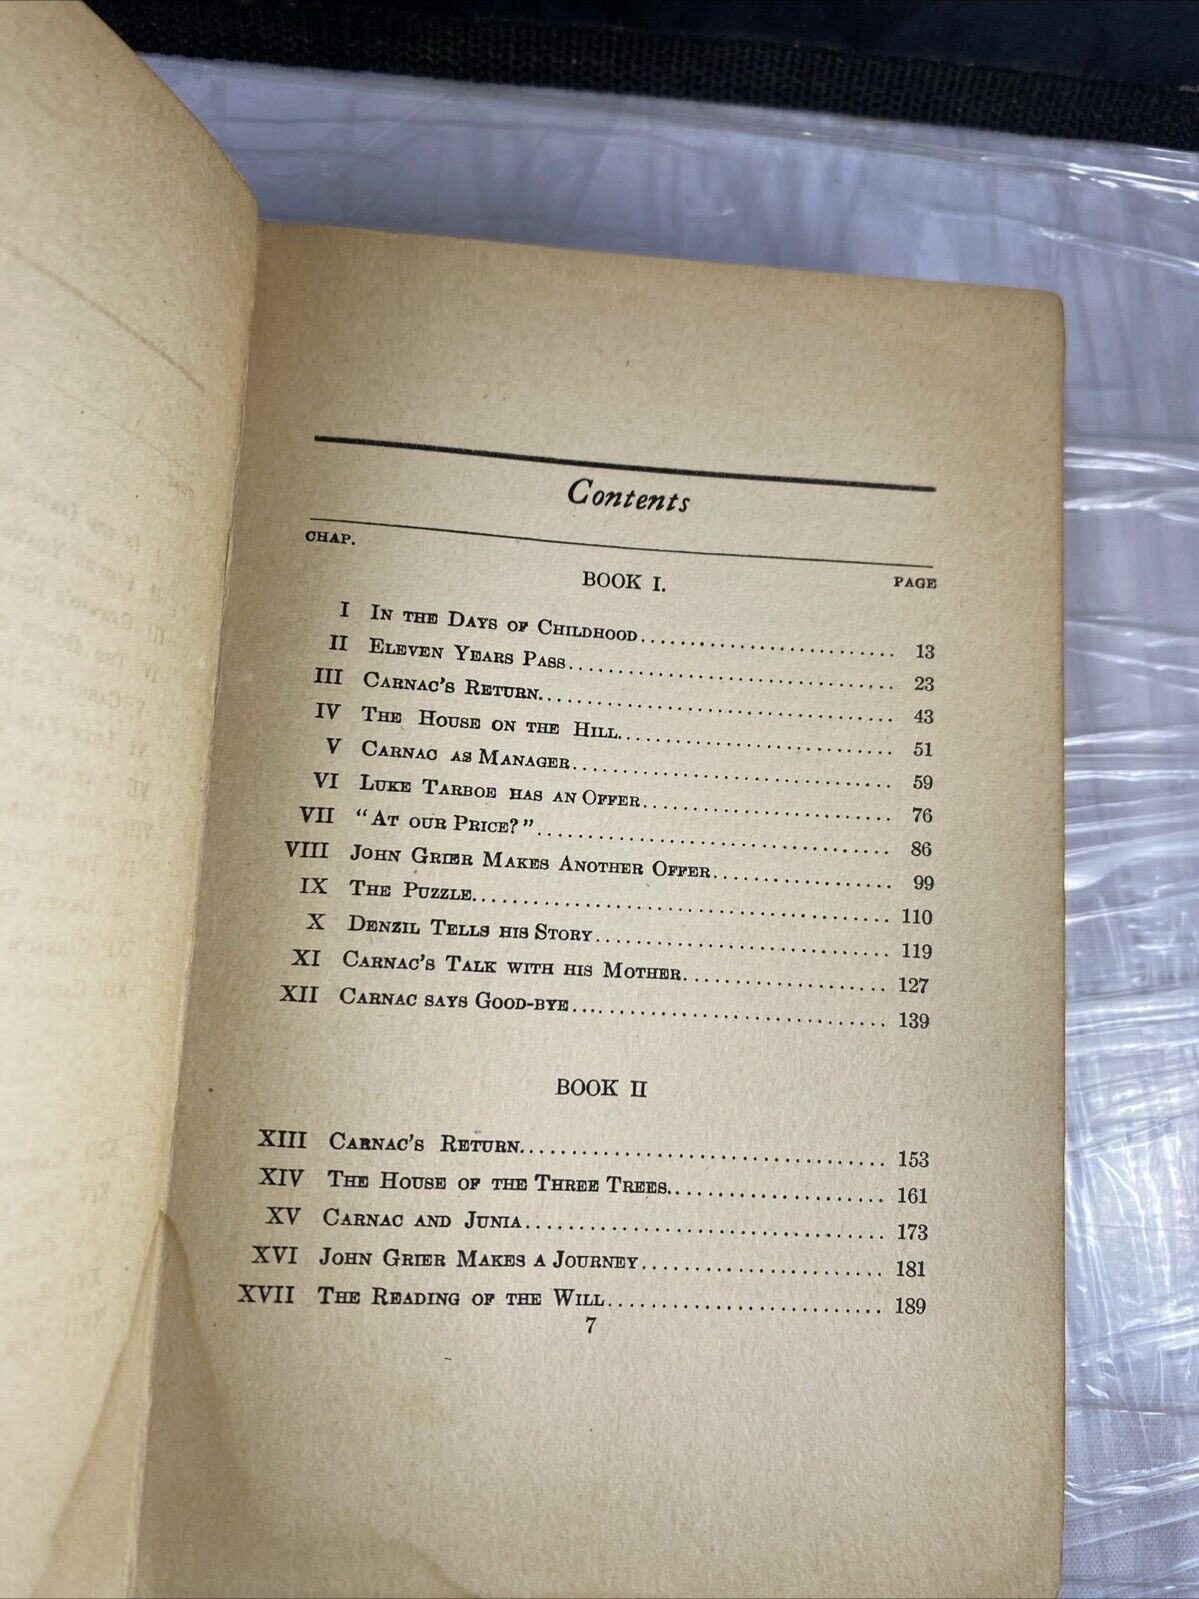 Contents
CHAP.
BOOK I. PAGE
I In the Days of Childhood 13
II Eleven Years Pass 23
III Carnac's Return 43
IV The House on the Hill 51
V Carnac as Manager 59
VI Luke Tarboe has an Offer 76
VII "At our Price?" 86
VIII John Grier Makes Another Offer 99
IX The Puzzle 110
X Denzil Tells his Story 119
XI Carnac's Talk with his Mother 127
XII Carnac says Good-bye 139
BOOK II
XIII Carnac's Return 153
XIV The House of the Three Trees 161
XV Carnac and Junia 173
XVI John Grier Makes a Journey 181
XVII The Reading of the Will 189
7